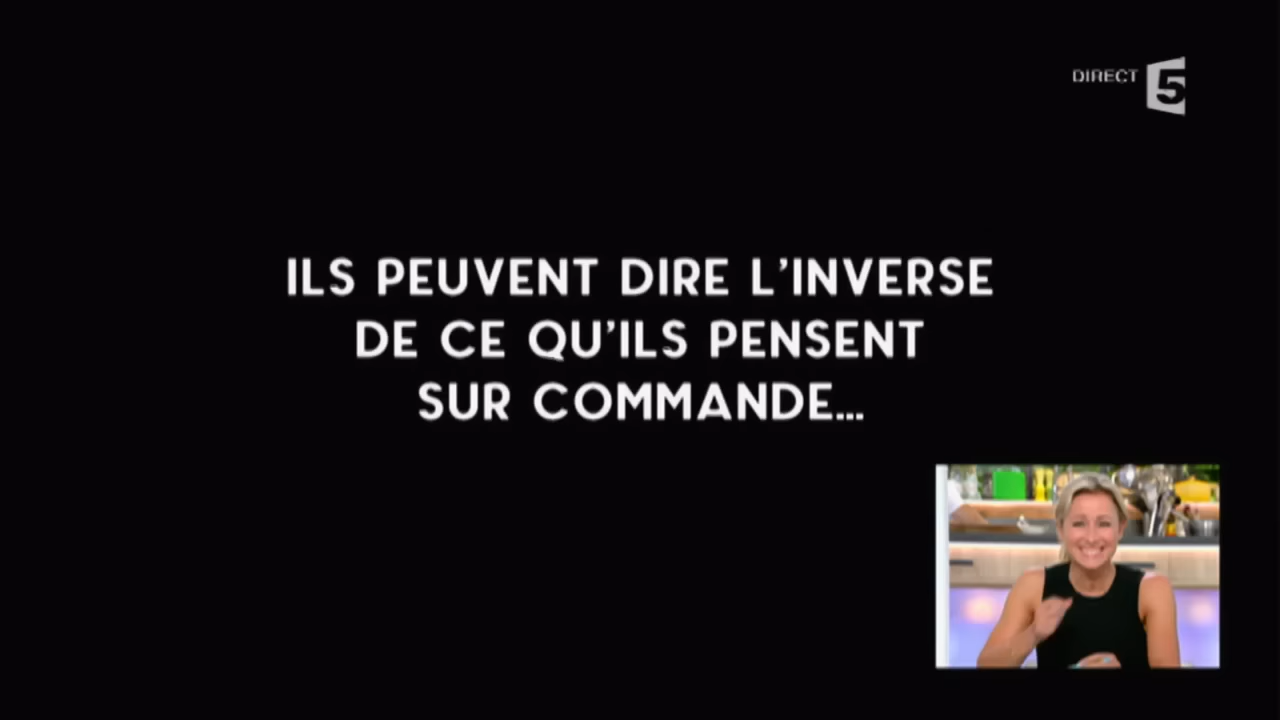 DIRECT 5
ILS PEUVENT DIRE L'INVERSE
DE CE QU'ILS PENSENT
SUR COMMANDE...